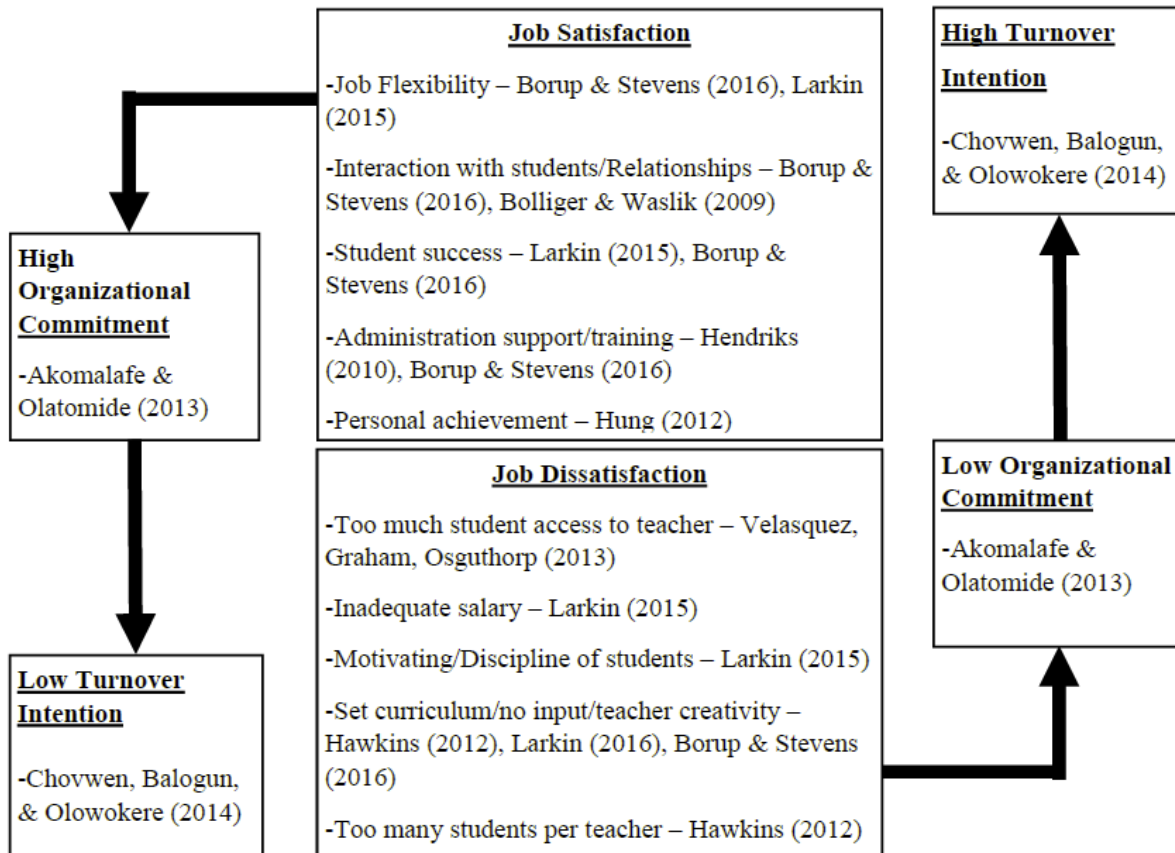 Job Satisfaction
-Job Flexibility – Borup & Stevens (2016), Larkin
(2015)
-Interaction with students/Relationships – Borup &
Stevens (2016), Bolliger & Waslik (2009)
-Student success – Larkin (2015), Borup &
Stevens (2016)
-Administration support/training – Hendriks
(2010), Borup & Stevens (2016)
-Personal achievement – Hung (2012)
High
Organizational
Commitment
-Akomalafe &
Olatomide (2013)
Low Turnover
Intention
-Chovwen, Balogun,
& Olowokere (2014)
Job Dissatisfaction
-Too much student access to teacher – Velasquez,
Graham, Osguthorp (2013)
-Inadequate salary – Larkin (2015)
-Motivating/Discipline of students – Larkin (2015)
-Set curriculum/no input/teacher creativity –
Hawkins (2012), Larkin (2016), Borup & Stevens
(2016)
-Too many students per teacher – Hawkins (2012)
Low Organizational
Commitment
-Akomalafe &
Olatomide (2013)
High Turnover
Intention
-Chovwen, Balogun,
& Olowokere (2014)